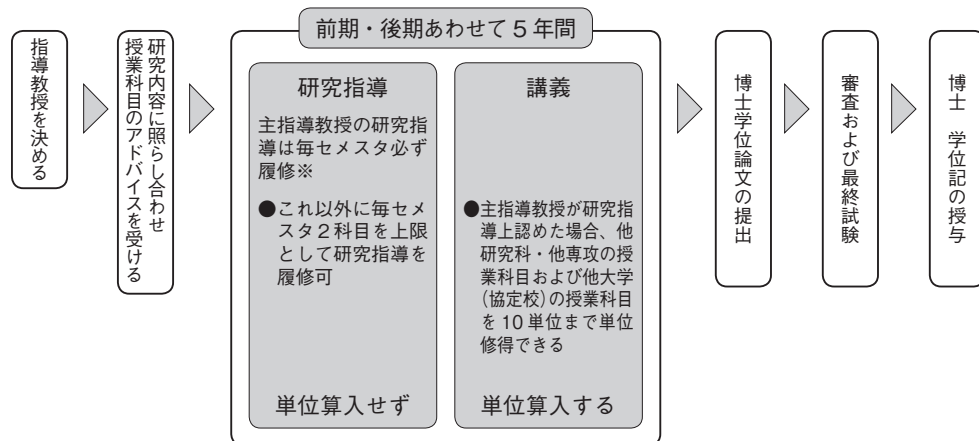 指導教授を決める
研究内容に照らし合わせ
授業科目のアドバイスを受ける
前期・後期あわせて５年間
研究指導
主指導教授の研究指
導は毎セメスタ必ず
履修※
●これ以外に毎セメ
スタ２科目を上限
として研究指導を
履修可
単位算入せず
講義
●主指導教授が研究指
導上認めた場合、他
研究科・他専攻の授
業科目および他大学
(協定校)の授業科目
を10単位まで単位
修得できる
単位算入する
博士学位論文の提出
審査および最終試験
博士　学位記の授与